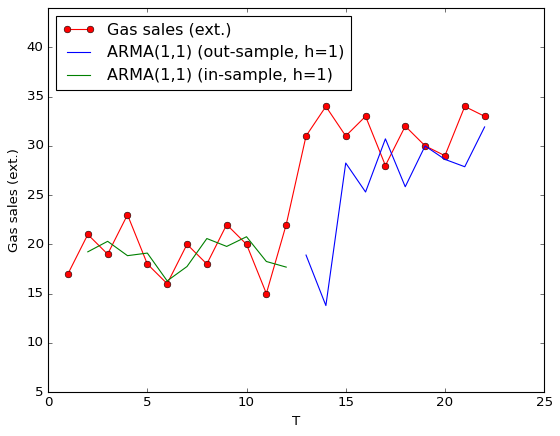 Gas sales (ext.)
ARMA(1,1) (out-sample, h=1)
ARMA(1,1) (in-sample, h=1)
40
35
30
25
20
15
10
5
Gas sales (ext.)
0
5
10
15
20
25
T